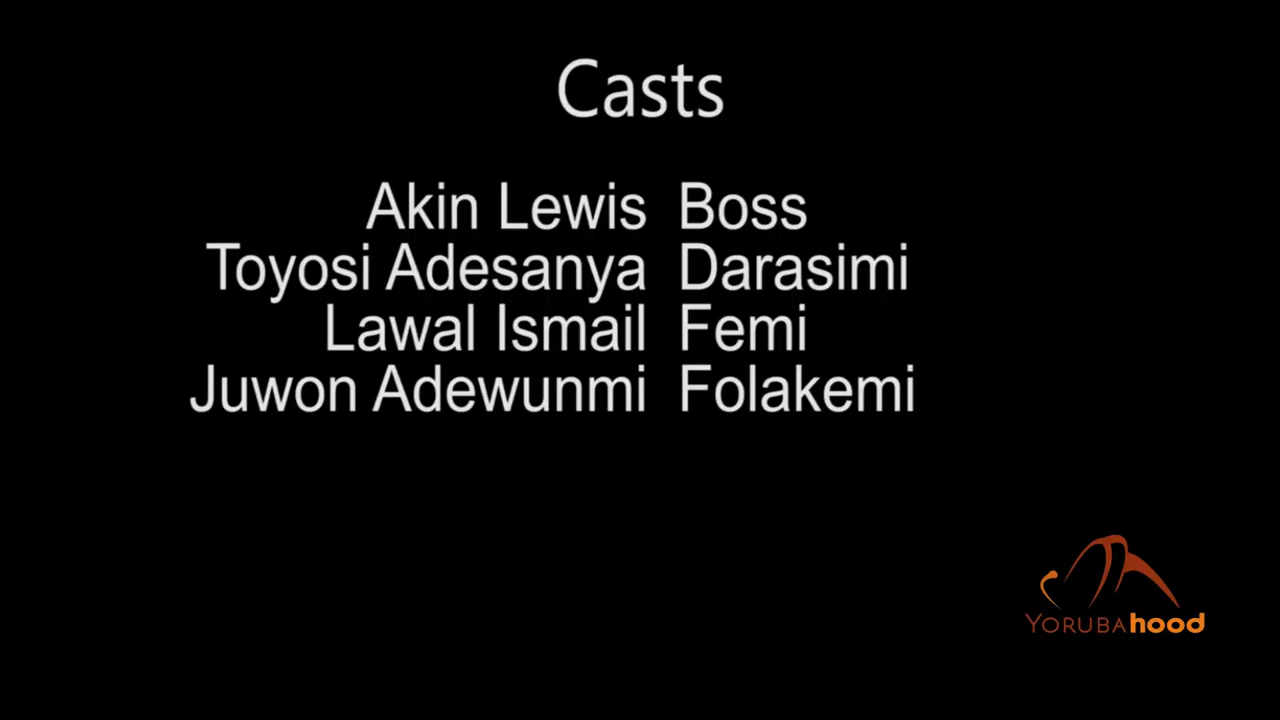 Casts
Akin Lewis Boss
Toyosi Adesanya Darasimi
Lawal Ismail Femi
Juwon Adewunmi Folakemi
YORUBAhood